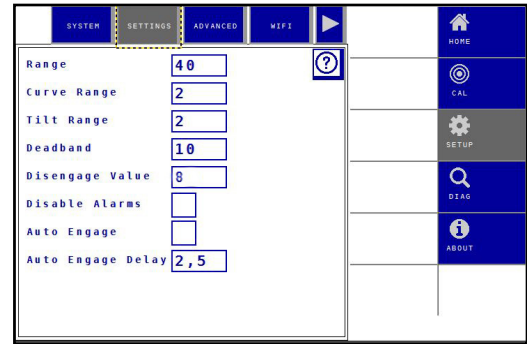 SYSTEM
SETTINGS
ADVANCED
WIFI
HOME
Range 40
?
Curve Range 2
CAL
Tilt Range 2
Deadband 10
SETUP
Disengage Value 8
DIAG
Disable Alarms
Auto Engage
ABOUT
Auto Engage Delay 2,5